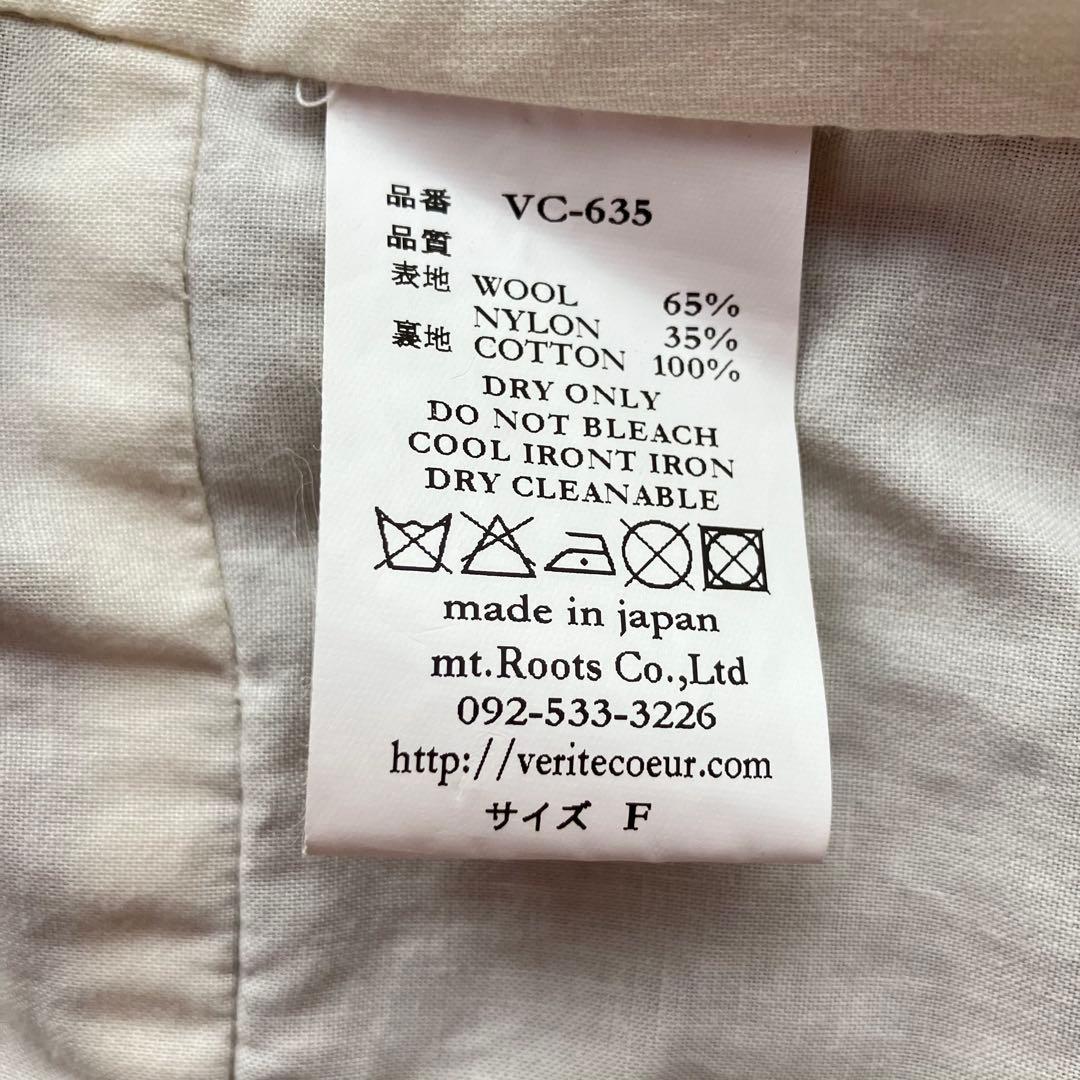 品番 VC-635
品質
表地 WOOL 65%
NYLON 35%
裏地 COTTON 100%
DRY ONLY
DO NOT BLEACH
COOL IRONT IRON
DRY CLEANABLE
made in japan
mt.Roots Co.,Ltd
092-533-3226
http://veritecoeur.com
サイズ F